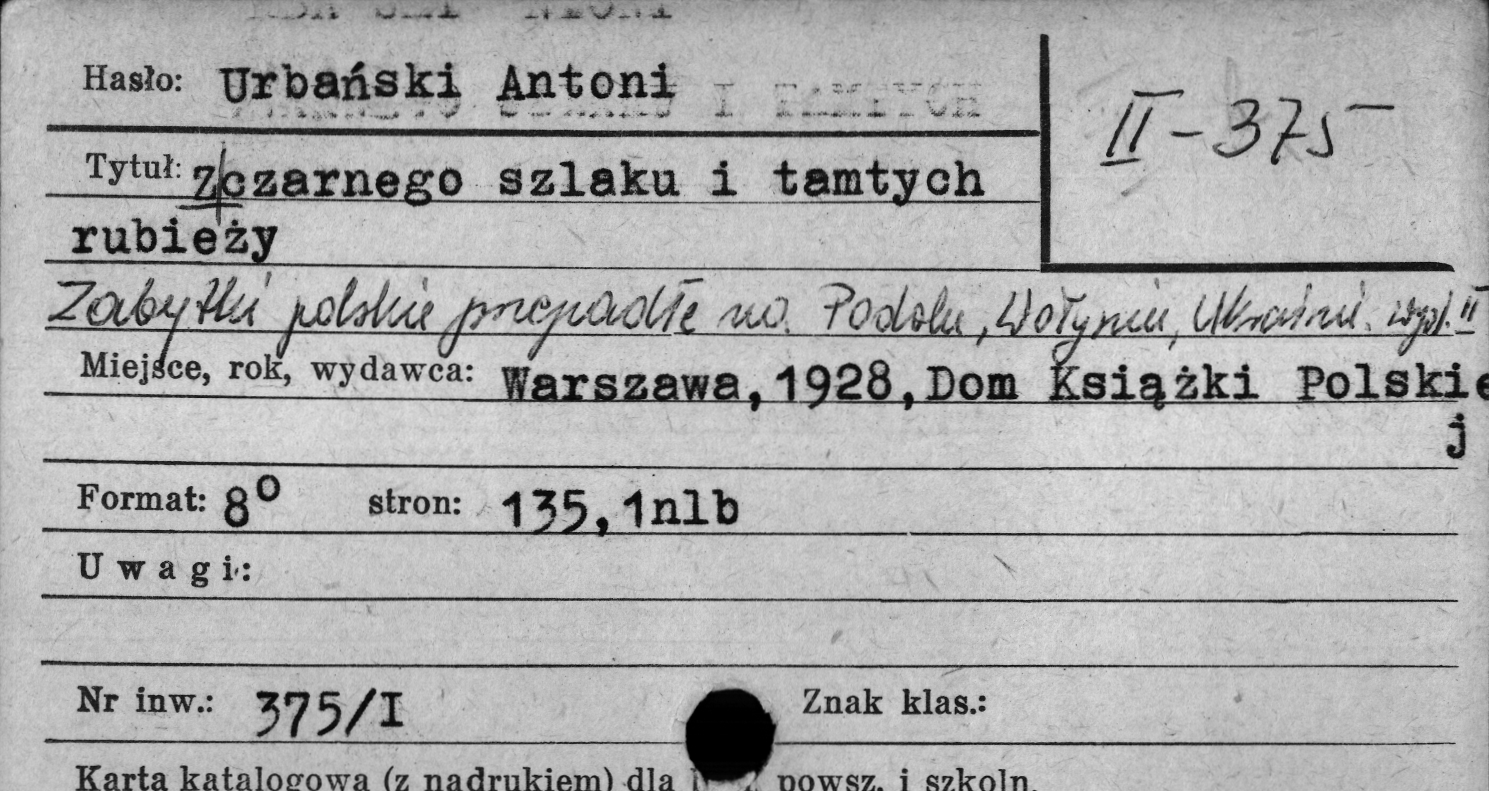 Hasło: Urbański Antoni
I TAMTYCH
II-375
Tytuł: zczarnego szlaku i tamtych
rubieży
Zabytki polskie przepadłe na Podolu, Wołyniu, Ukrainie. wyd. II
Miejsce, rok, wydawca: Warszawa,1928,Dom Książki Polskie
j
Format: 8° stron: 135,1nlb
Uwagi:
Nr inw.: 375/I Znak klas.:
Karta katalogowa (z nadrukiem) dla powsz. i szkoln.